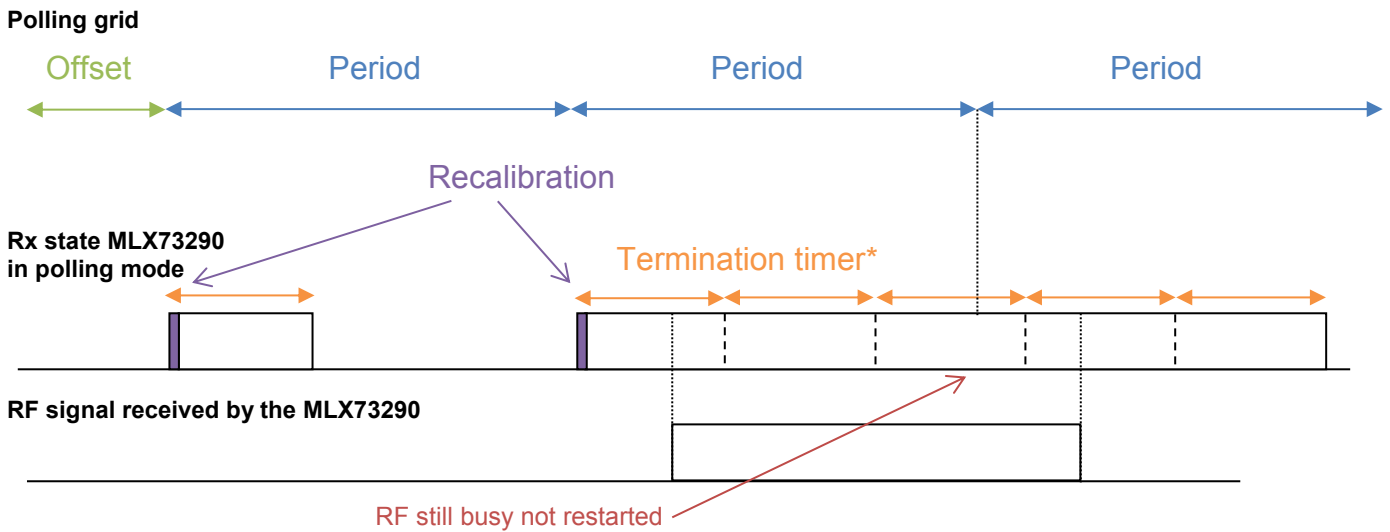 Polling grid
Offset
Period
Period
Period
Recalibration
Rx state MLX73290
in polling mode
Termination timer*
RF signal received by the MLX73290
RF still busy not restarted